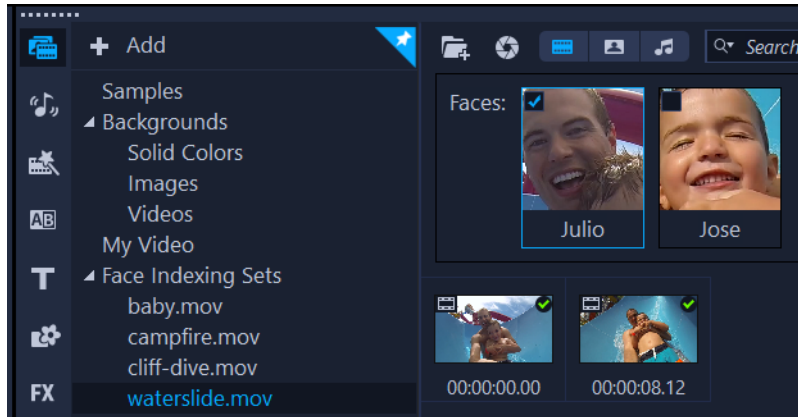 Add
Search
Samples
Backgrounds
Solid Colors
Images
Videos
My Video
Face Indexing Sets
baby.mov
campfire.mov
cliff-dive.mov
waterslide.mov
AB
T
FX
Faces:
Julio
Jose
00:00:00.00
00:00:08.12